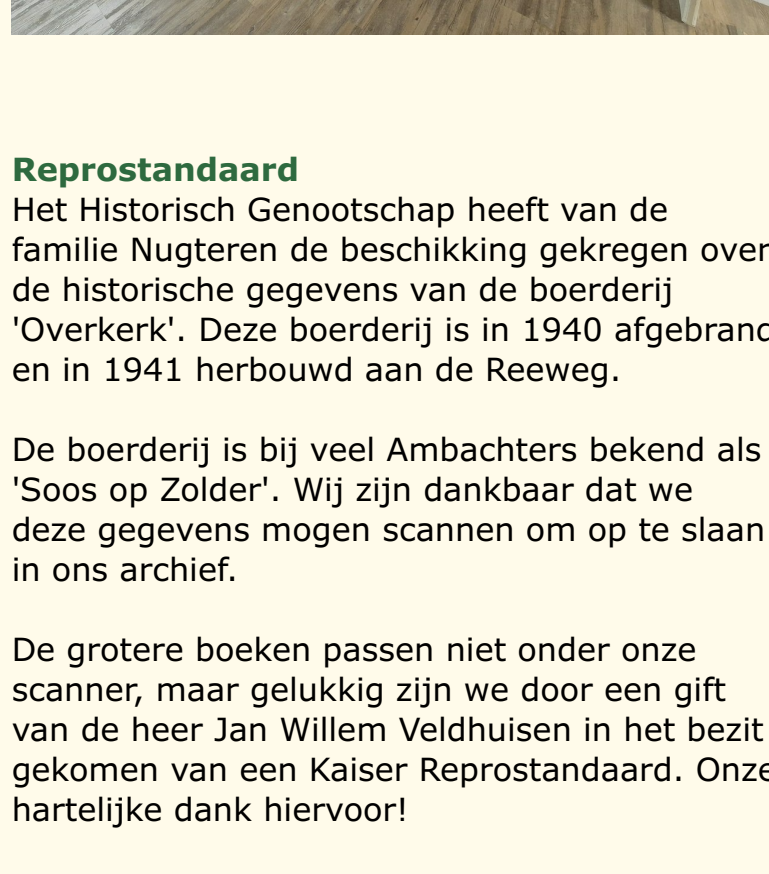 Reprostandaard
Het Historisch Genootschap heeft van de
familie Nugteren de beschikking gekregen over
de historische gegevens van de boerderij
'Overkerk'. Deze boerderij is in 1940 afgebrand
en in 1941 herbouwd aan de Reeweg.
De boerderij is bij veel Ambachters bekend als
'Soos op Zolder'. Wij zijn dankbaar dat we
deze gegevens mogen scannen om op te slaan
in ons archief.
De grotere boeken passen niet onder onze
scanner, maar gelukkig zijn we door een gift
van de heer Jan Willem Veldhuisen in het bezit
gekomen van een Kaiser Reprostandaard. Onze
hartelijke dank hiervoor!